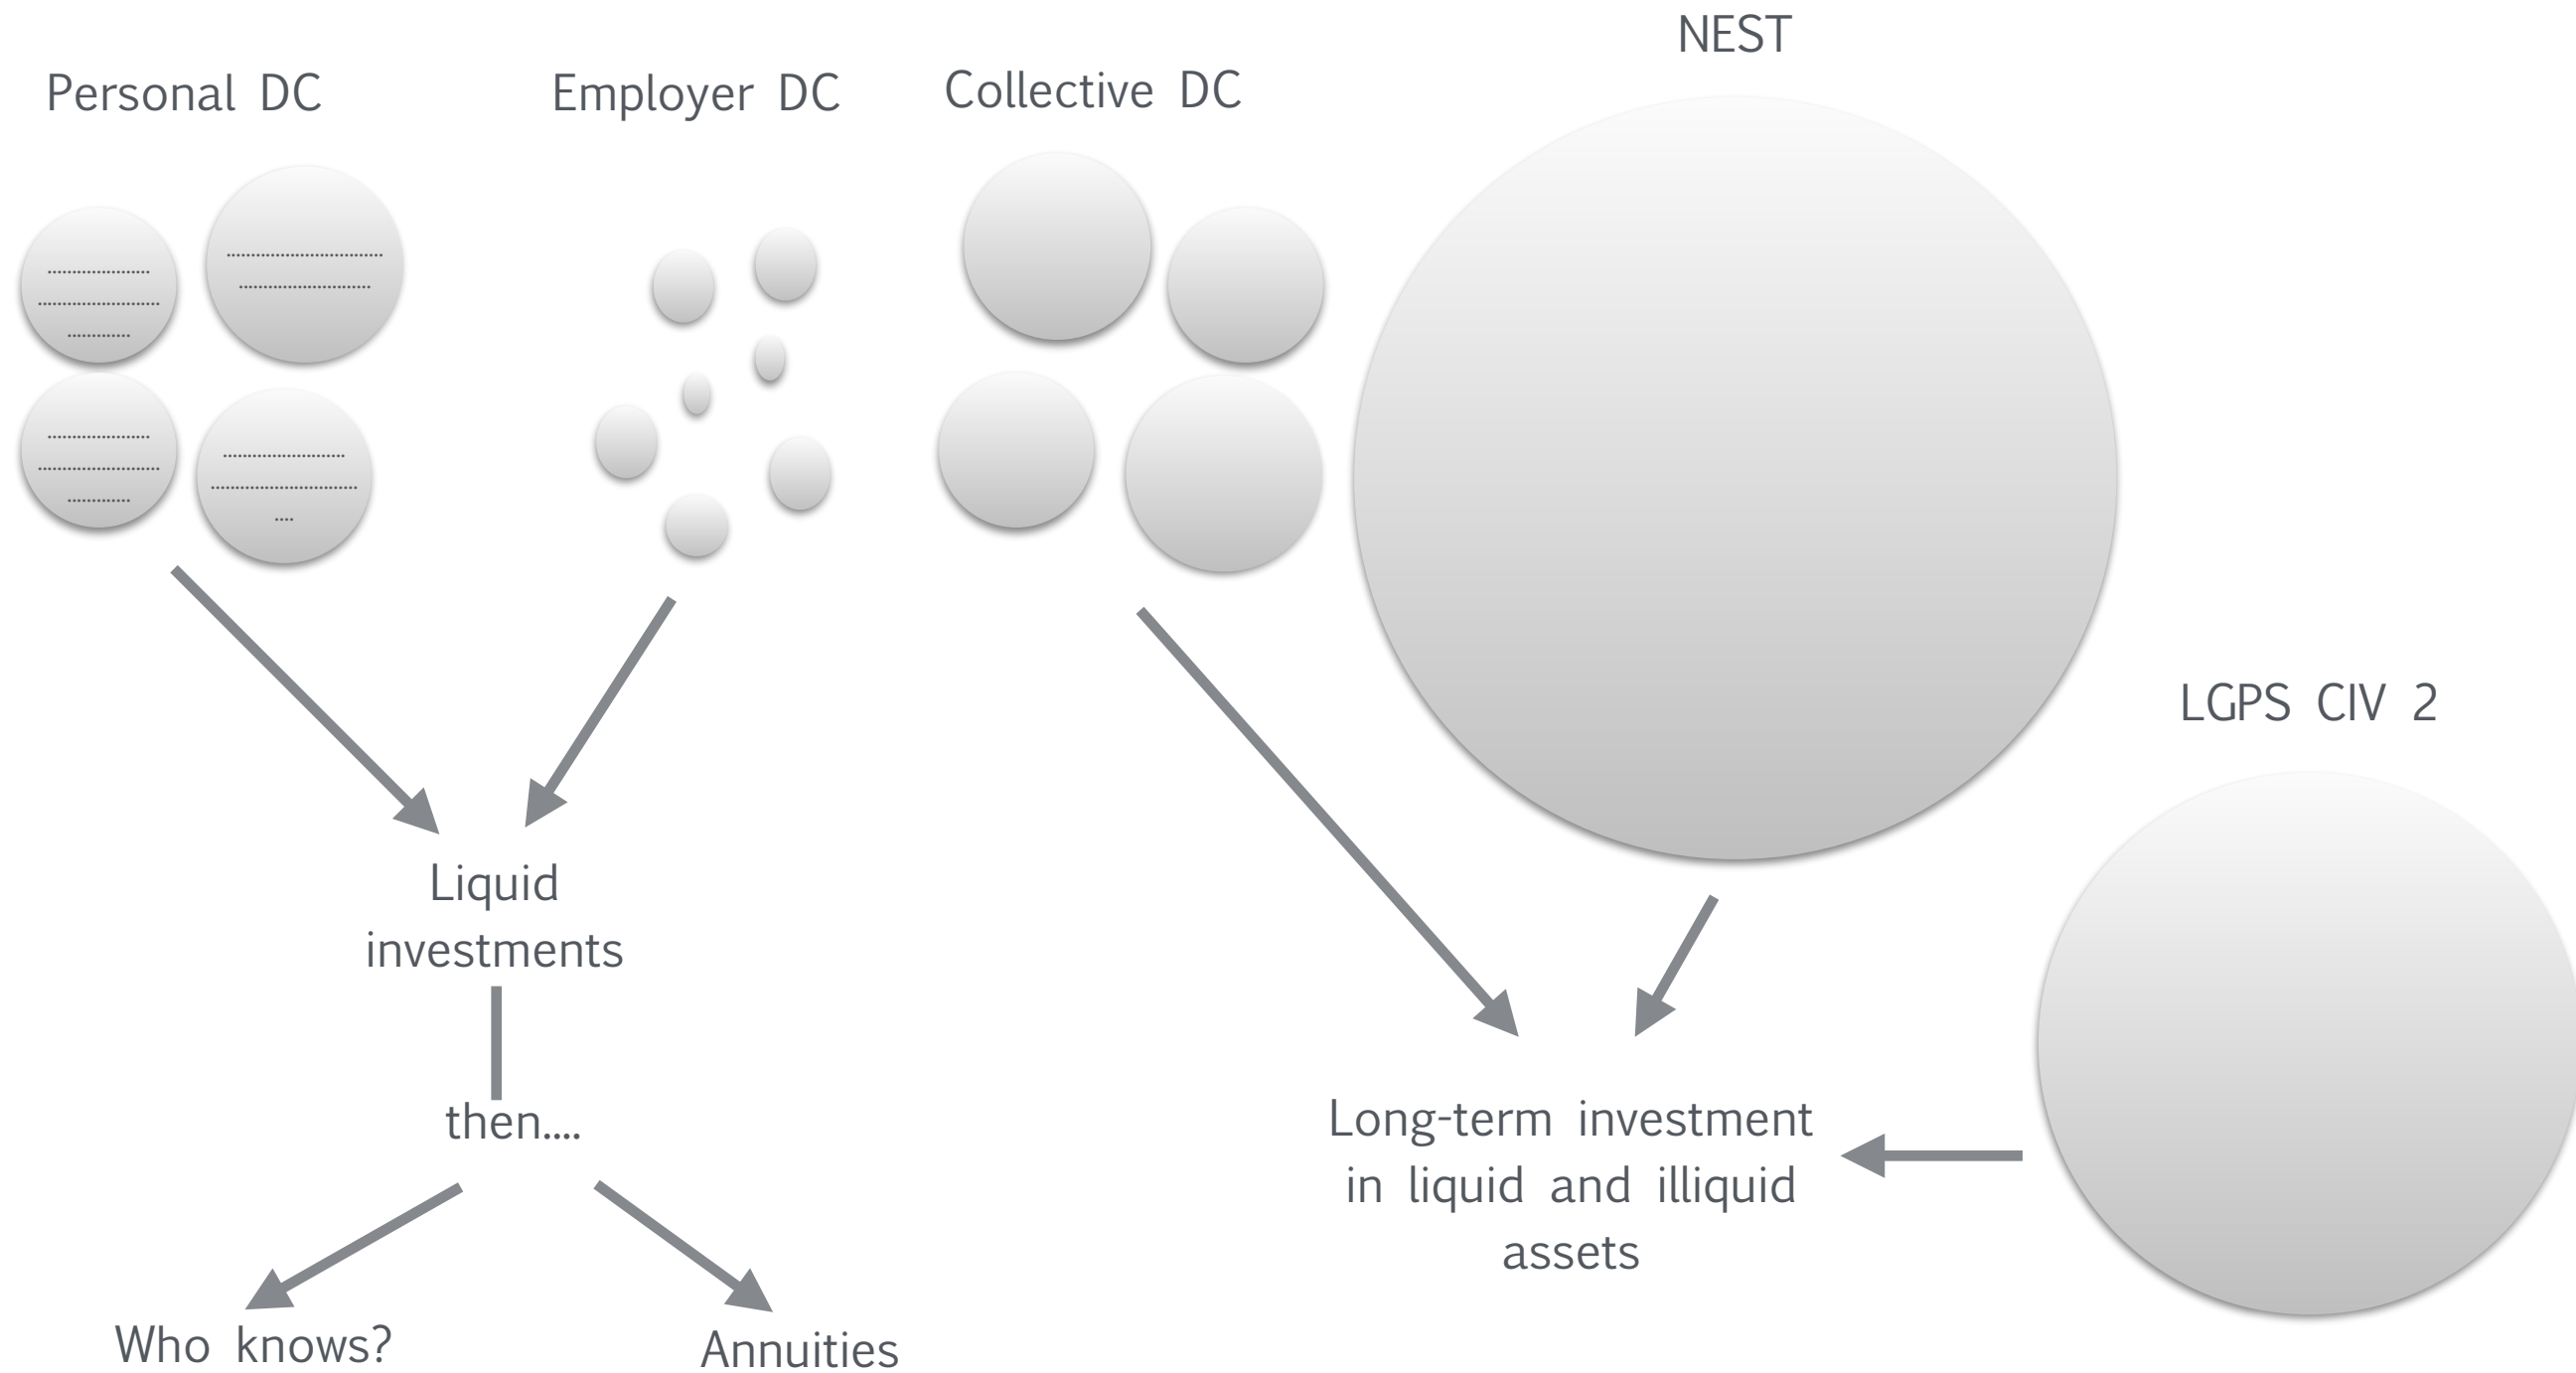 NEST
Personal DC
Employer DC
Collective DC
LGPS CIV 2
Liquid
investments
then....
Who knows?
Annuities
Long-term investment
in liquid and illiquid
assets